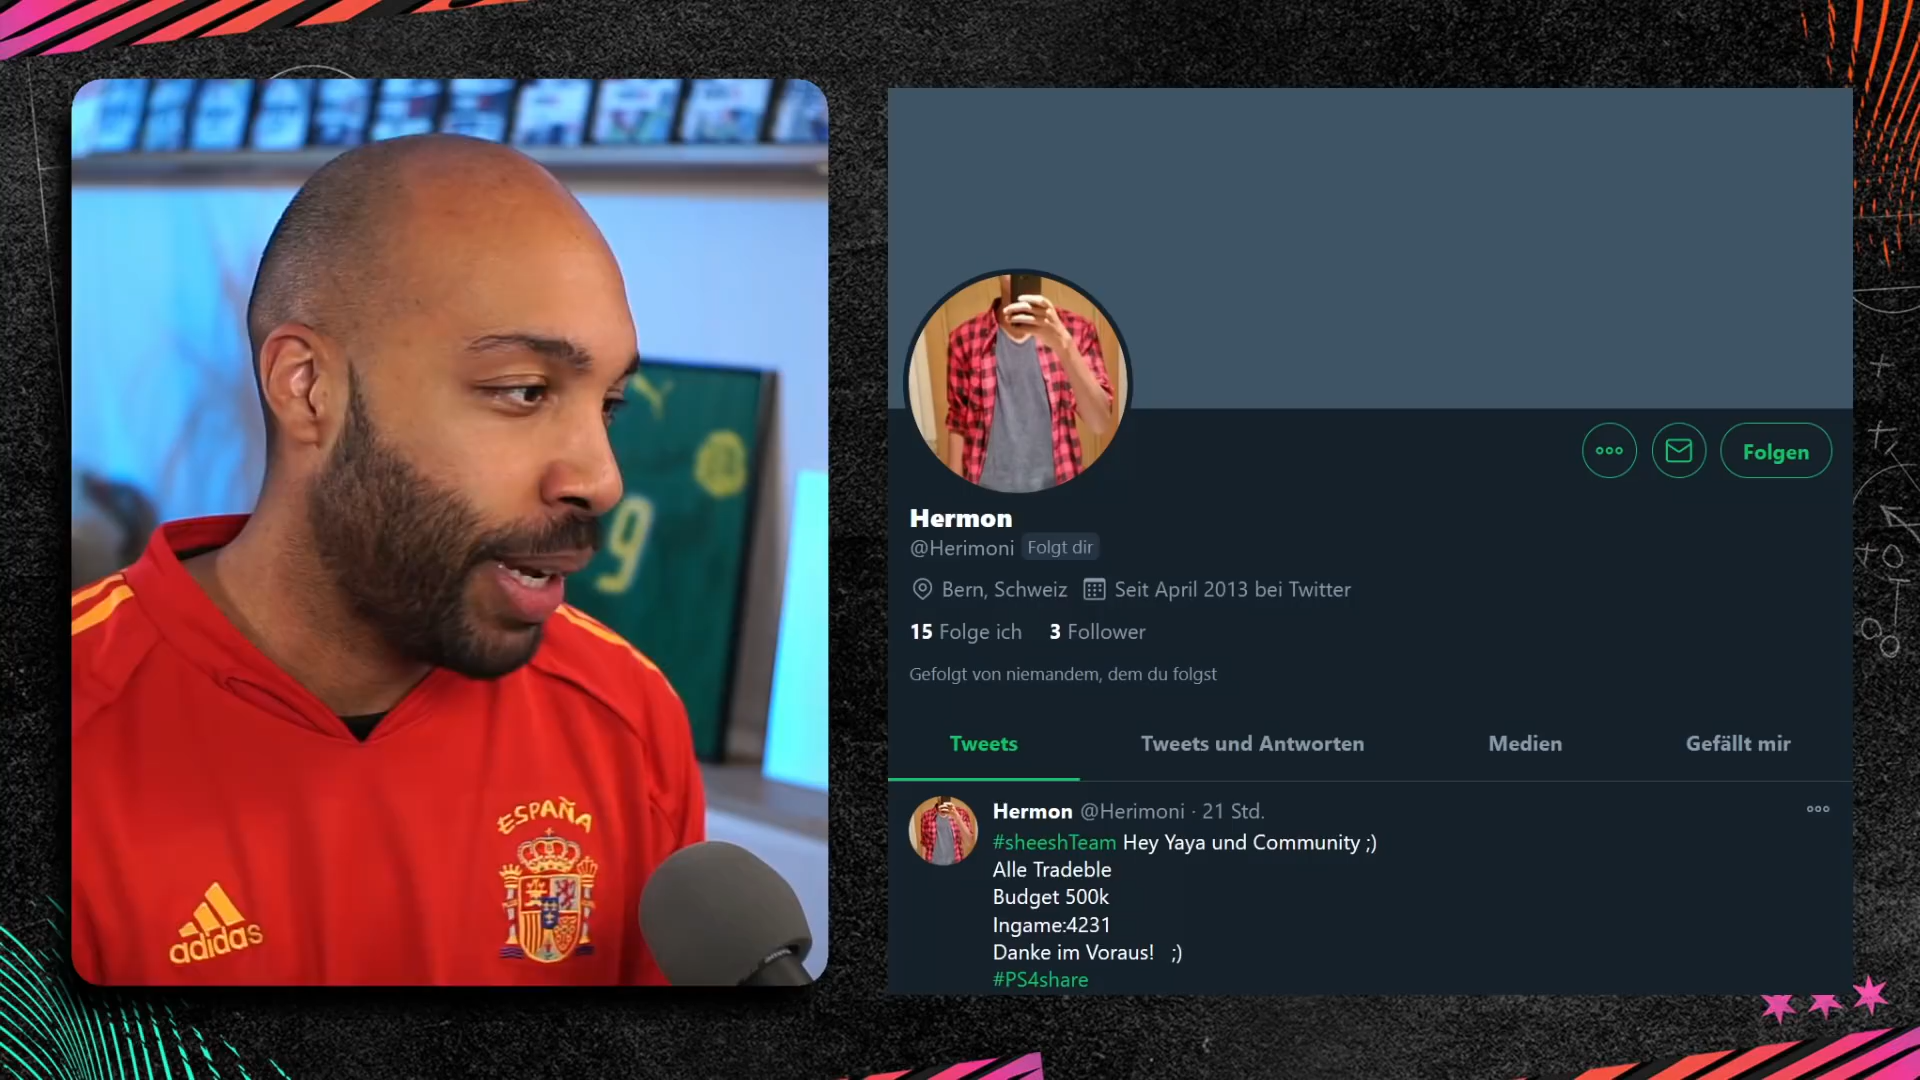 9
ESPAÑA
adidas
Folgen
Hermon
@Herimoni Folgt dir
Bern, Schweiz Seit April 2013 bei Twitter
15 Folge ich 3 Follower
Gefolgt von niemandem, dem du folgst
Tweets Tweets und Antworten Medien Gefällt mir
Hermon @Herimoni · 21 Std.
#sheeshTeam Hey Yaya und Community ;)
Alle Tradeble
Budget 500k
Ingame:4231
Danke im Voraus! ;)
#PS4share